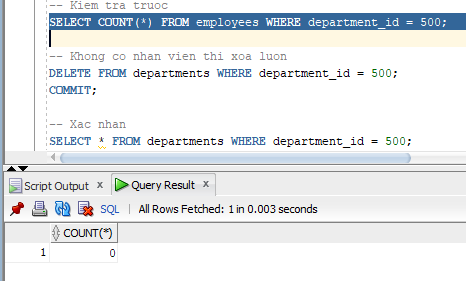 -- Kiem tra truoc
SELECT COUNT(*) FROM employees WHERE department_id = 500;
-- Khong co nhan vien thi xoa luon
DELETE FROM departments WHERE department_id = 500;
COMMIT;
-- Xac nhan
SELECT * FROM departments WHERE department_id = 500;
Script Output x Query Result x
SQL | All Rows Fetched: 1 in 0.003 seconds
COUNT(*)
1 0